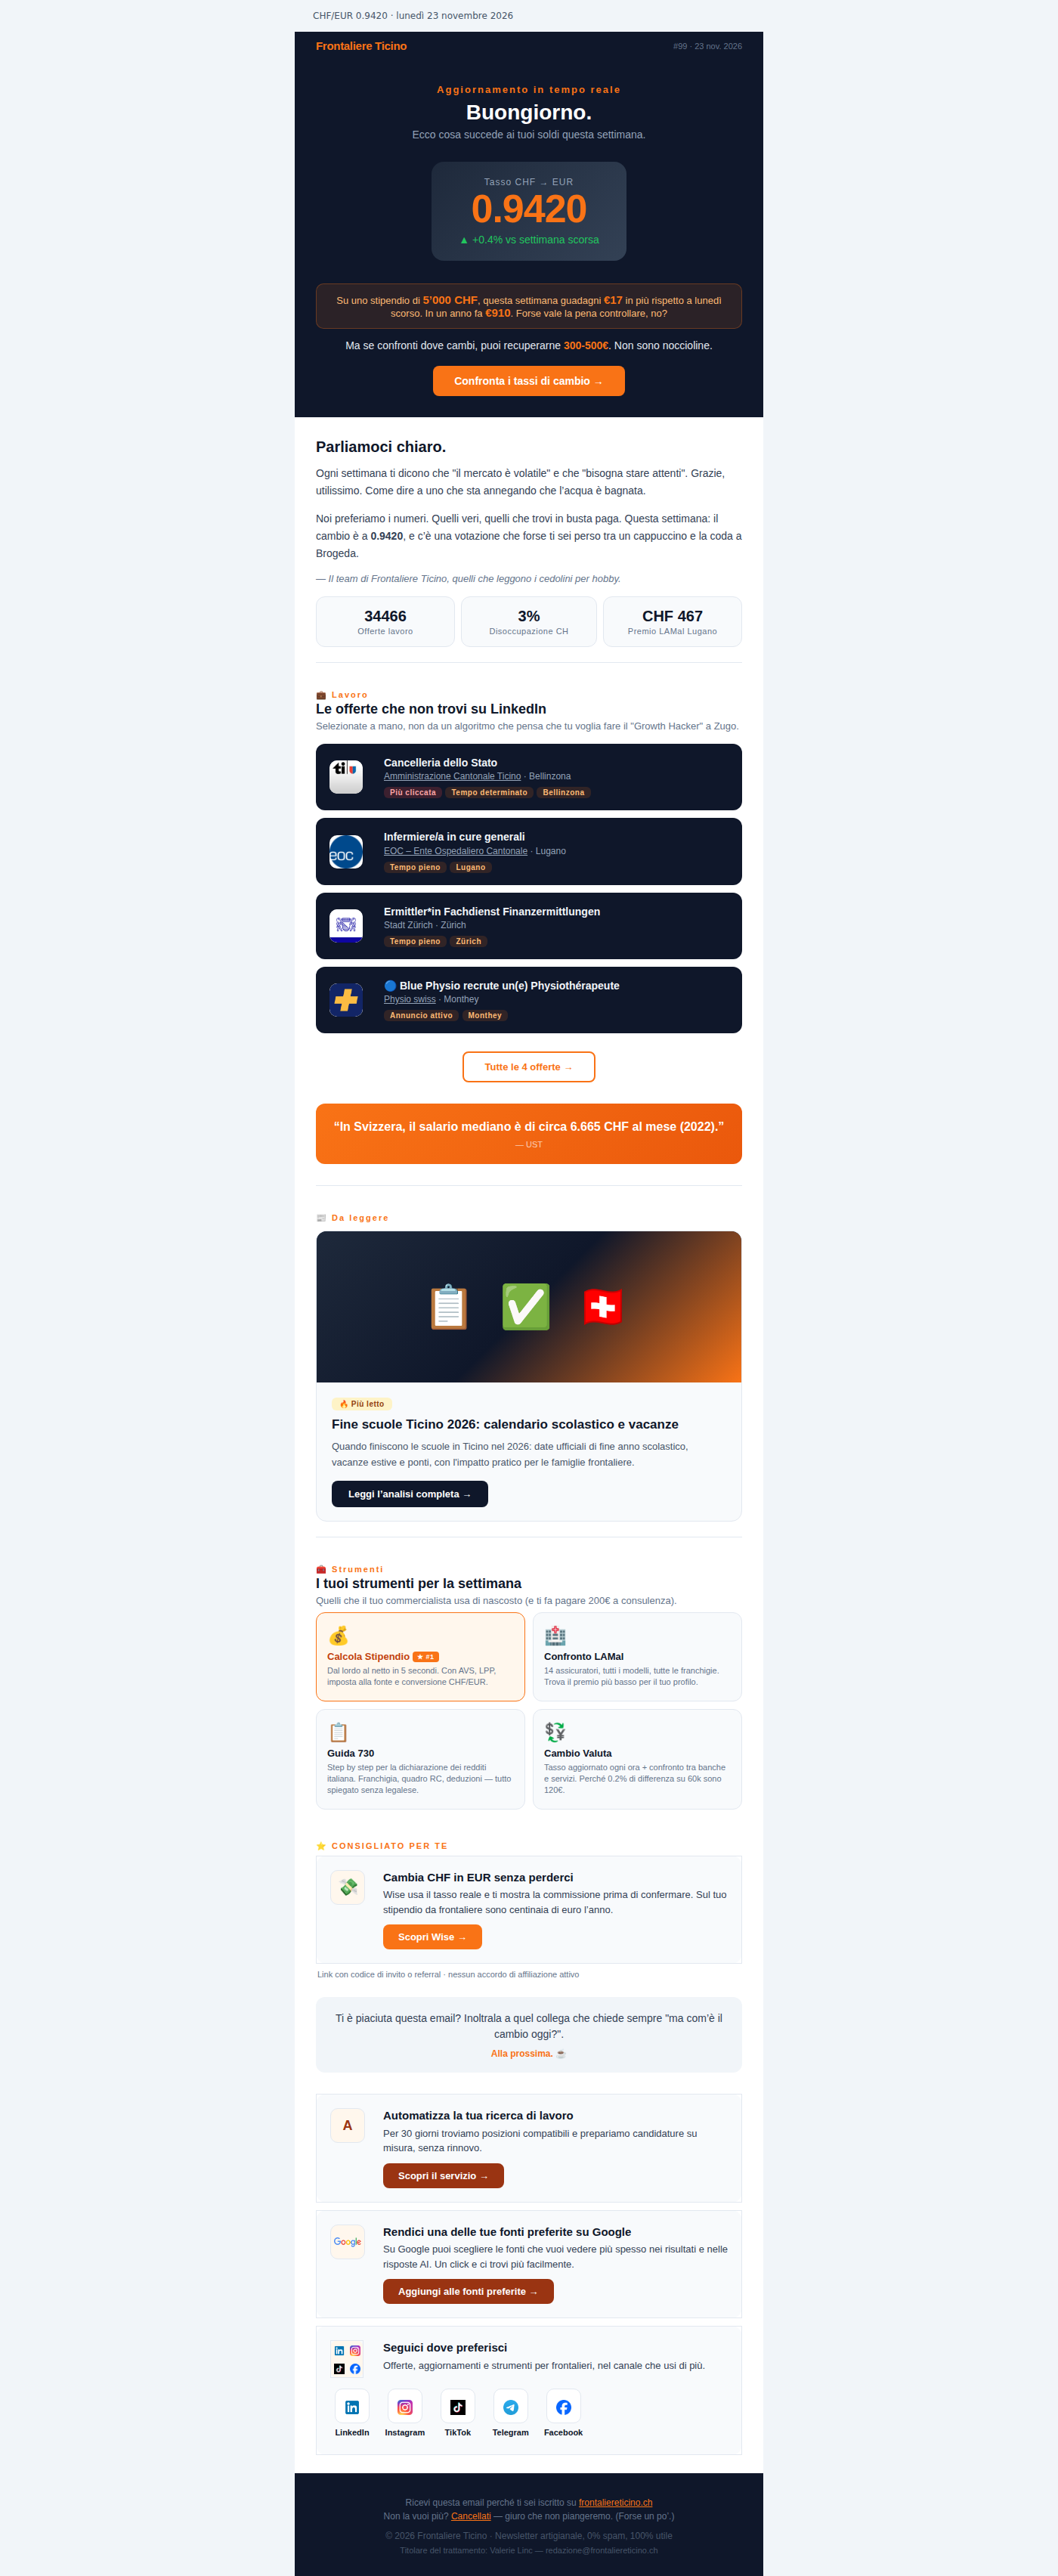 CHF/EUR 0.9420 · lunedì 23 novembre 2026
Frontaliere Ticino
#99 · 23 nov. 2026
Aggiornamento in tempo reale
Buongiorno.
Ecco cosa succede ai tuoi soldi questa settimana.
Tasso CHF → EUR
0.9420
▲ +0.4% vs settimana scorsa
Su uno stipendio di 5’000 CHF, questa settimana guadagni €17 in più rispetto a lunedì
scorso. In un anno fa €910. Forse vale la pena controllare, no?
Ma se confronti dove cambi, puoi recuperarne 300-500€. Non sono noccioline.
Confronta i tassi di cambio →
Parliamoci chiaro.
Ogni settimana ti dicono che "il mercato è volatile" e che "bisogna stare attenti". Grazie,
utilissimo. Come dire a uno che sta annegando che l’acqua è bagnata.
Noi preferiamo i numeri. Quelli veri, quelli che trovi in busta paga. Questa settimana: il
cambio è a 0.9420, e c’è una votazione che forse ti sei perso tra un cappuccino e la coda a
Brogeda.
— Il team di Frontaliere Ticino, quelli che leggono i cedolini per hobby.
34466
Offerte lavoro
3%
Disoccupazione CH
CHF 467
Premio LAMal Lugano
💼 Lavoro
Le offerte che non trovi su LinkedIn
Selezionate a mano, non da un algoritmo che pensa che tu voglia fare il "Growth Hacker" a Zugo.
ti
Cancelleria dello Stato
Amministrazione Cantonale Ticino · Bellinzona
Più cliccata Tempo determinato Bellinzona
eoc
Infermiere/a in cure generali
EOC – Ente Ospedaliero Cantonale · Lugano
Tempo pieno Lugano
Ermittler*in Fachdienst Finanzermittlungen
Stadt Zürich · Zürich
Tempo pieno Zürich
🔵 Blue Physio recrute un(e) Physiothérapeute
Physio swiss · Monthey
Annuncio attivo Monthey
Tutte le 4 offerte →
“In Svizzera, il salario mediano è di circa 6.665 CHF al mese (2022).”
— UST
📰 Da leggere
🔥 Più letto
Fine scuole Ticino 2026: calendario scolastico e vacanze
Quando finiscono le scuole in Ticino nel 2026: date ufficiali di fine anno scolastico,
vacanze estive e ponti, con l'impatto pratico per le famiglie frontaliere.
Leggi l’analisi completa →
🧰 Strumenti
I tuoi strumenti per la settimana
Quelli che il tuo commercialista usa di nascosto (e ti fa pagare 200€ a consulenza).
Calcola Stipendio ★ #1
Dal lordo al netto in 5 secondi. Con AVS, LPP,
imposta alla fonte e conversione CHF/EUR.
Confronto LAMal
14 assicuratori, tutti i modelli, tutte le franchigie.
Trova il premio più basso per il tuo profilo.
Guida 730
Step by step per la dichiarazione dei redditi
italiana. Franchigia, quadro RC, deduzioni — tutto
spiegato senza legalese.
Cambio Valuta
Tasso aggiornato ogni ora + confronto tra banche
e servizi. Perché 0.2% di differenza su 60k sono
120€.
⭐ CONSIGLIATO PER TE
Cambia CHF in EUR senza perderci
Wise usa il tasso reale e ti mostra la commissione prima di confermare. Sul tuo
stipendio da frontaliere sono centinaia di euro l’anno.
Scopri Wise →
Link con codice di invito o referral · nessun accordo di affiliazione attivo
Ti è piaciuta questa email? Inoltrala a quel collega che chiede sempre "ma com’è il
cambio oggi?".
Alla prossima. ☕
A
Automatizza la tua ricerca di lavoro
Per 30 giorni troviamo posizioni compatibili e prepariamo candidature su
misura, senza rinnovo.
Scopri il servizio →
Google
Rendici una delle tue fonti preferite su Google
Su Google puoi scegliere le fonti che vuoi vedere più spesso nei risultati e nelle
risposte AI. Un click e ci trovi più facilmente.
Aggiungi alle fonti preferite →
Seguici dove preferisci
Offerte, aggiornamenti e strumenti per frontalieri, nel canale che usi di più.
LinkedIn Instagram TikTok Telegram Facebook
Ricevi questa email perché ti sei iscritto su frontaliereticino.ch
Non la vuoi più? Cancellati — giuro che non piangeremo. (Forse un po’.)
© 2026 Frontaliere Ticino · Newsletter artigianale, 0% spam, 100% utile
Titolare del trattamento: Valerie Linc — redazione@frontaliereticino.ch